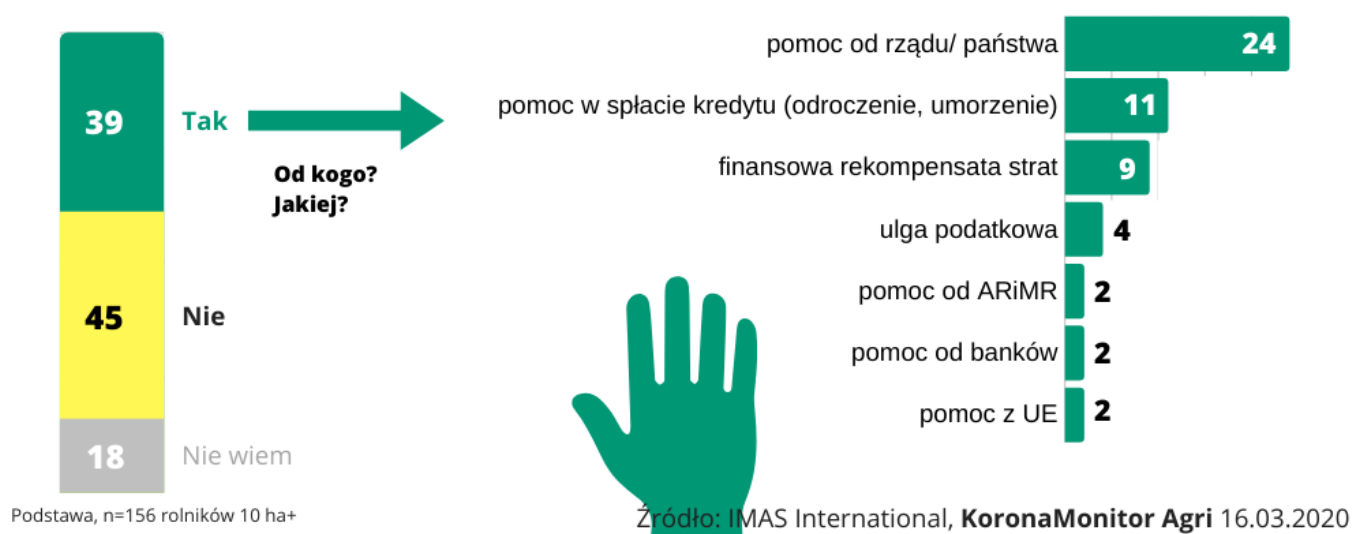 39 Tak
Od kogo?
Jakiej?
45 Nie
18 Nie wiem
Podstawa, n=156 rolników 10 ha+
pomoc od rządu/ państwa 24
pomoc w spłacie kredytu (odroczenie, umorzenie) 11
finansowa rekompensata strat 9
ulga podatkowa 4
pomoc od ARiMR 2
pomoc od banków 2
pomoc z UE 2
Źródło: IMAS International, KoronaMonitor Agri 16.03.2020